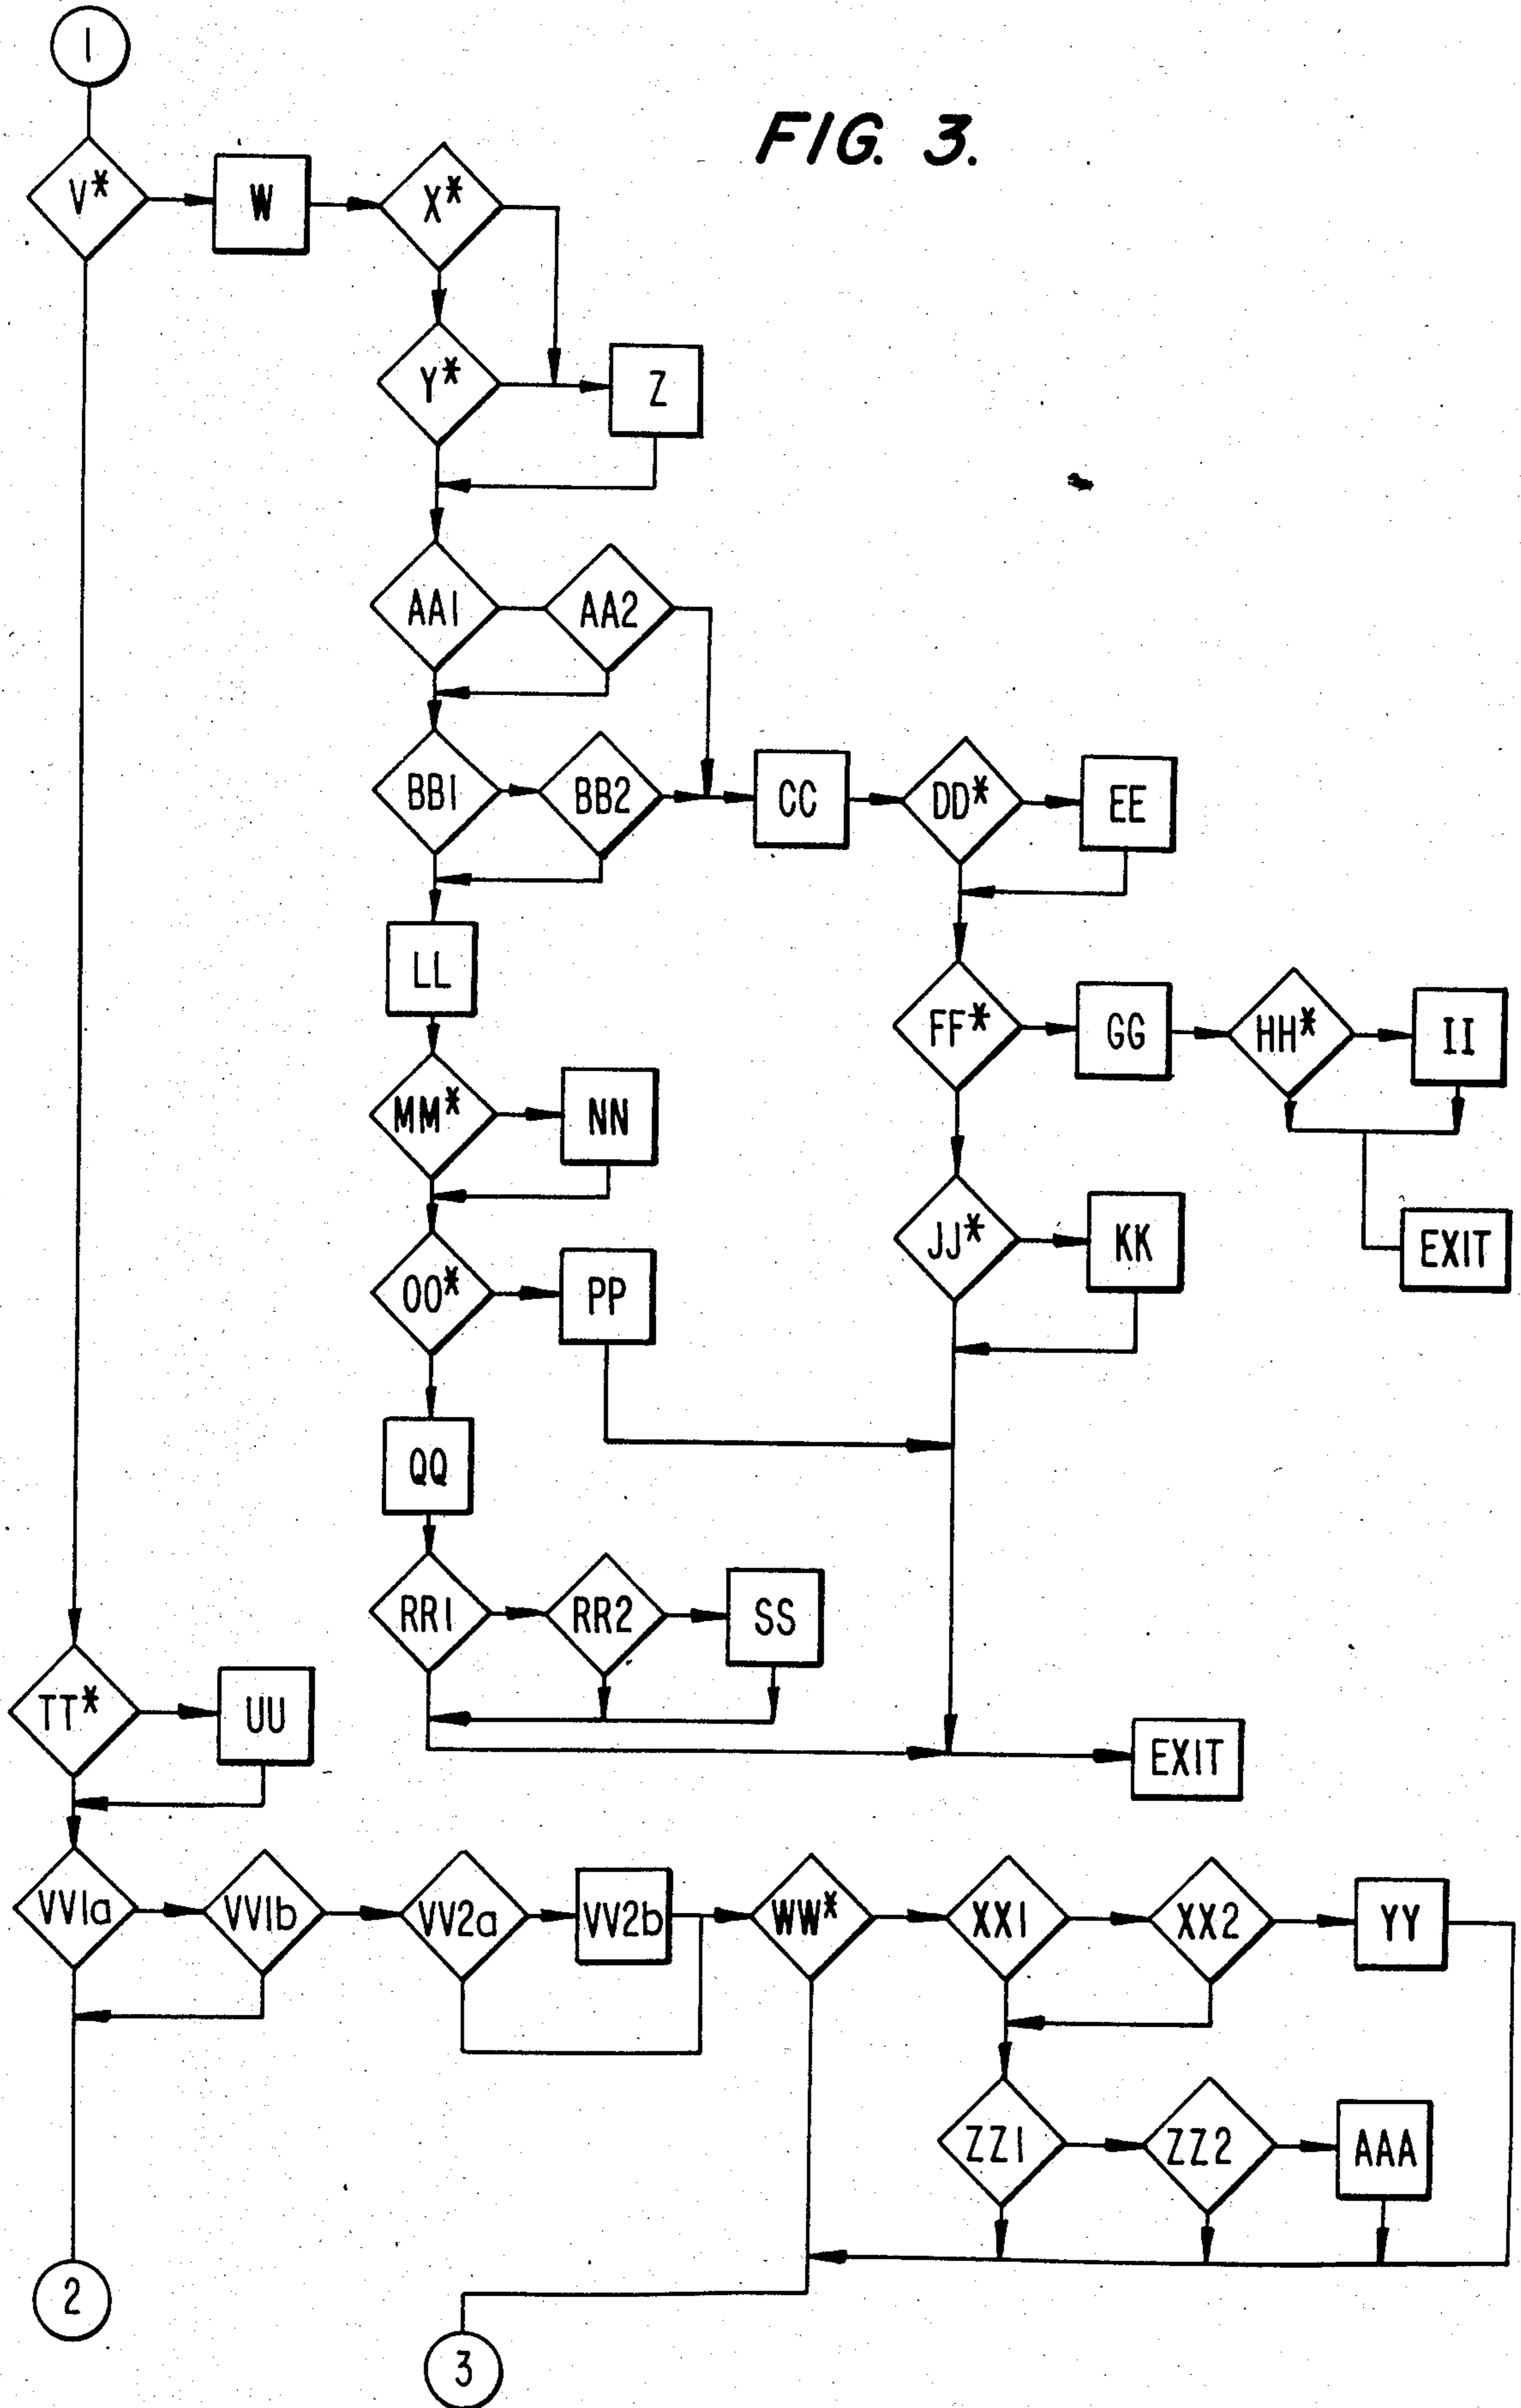 1
FIG. 3.
V*
W
X*
Y*
Z
AA1
AA2
BB1
BB2
CC
DD*
EE
LL
FF*
GG
HH*
II
MM*
NN
JJ*
KK
EXIT
OO*
PP
QQ
RR1
RR2
SS
TT*
UU
EXIT
VV1a
VV1b
VV2a
VV2b
WW*
XX1
XX2
YY
ZZ1
ZZ2
AAA
2
3